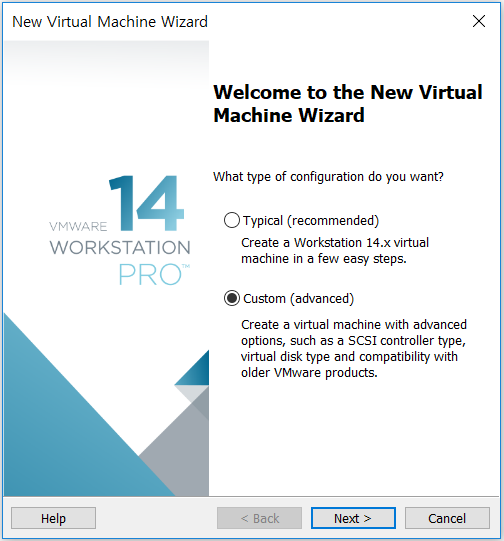 New Virtual Machine Wizard
Welcome to the New Virtual
Machine Wizard
VMWARE 14
WORKSTATION
PRO™
What type of configuration do you want?
Typical (recommended)
Create a Workstation 14.x virtual
machine in a few easy steps.
Custom (advanced)
Create a virtual machine with advanced
options, such as a SCSI controller type,
virtual disk type and compatibility with
older VMware products.
Help
< Back
Next >
Cancel